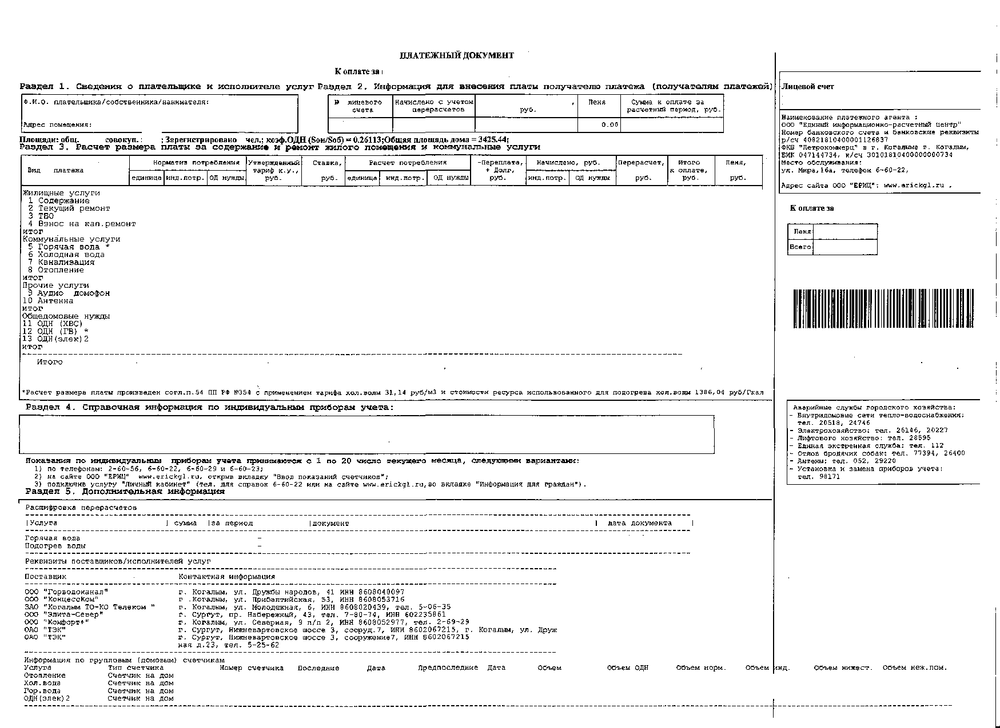 ПЛАТЕЖНЫЙ ДОКУМЕНТ
К оплате за
Раздел 1. Сведения о плательщике и исполнителе услуг Раздел 2. Информация для внесения платы получателю платежа (получателям платежей)
Ф.И.О. плательщика/собственника/нанимателя:
Адрес помещения:
№ лицевого счета
Начислено с учетом перерасчетов
, руб.
Пеня
Сумма к оплате за расчетный период, руб.
0.00
Площади: общ. совокуп.: ; Зарегистрировано чел.; коэф.ОДН (Sои/Sоб) = 0.26113;Общая площадь дома = 3425.44;
Раздел 3. Расчет размера платы за содержание и ремонт жилого помещения и коммунальные услуги
Вид платежа
Норматив потребления
единица инд.потр. ОД нужды
Утвержденный тариф к.у., руб.
Ставка, руб.
Расчет потребления
единица инд.потр. ОД нужды
-Переплата, + Долг, руб.
Начислено, руб.
инд.потр. ОД нужды
Перерасчет, руб.
Итого к оплате, руб.
Пеня, руб.
Жилищные услуги
1 Содержание
2 Текущий ремонт
3 ТБО
4 Взнос на кап.ремонт
итог
Коммунальные услуги
5 Горячая вода *
6 Холодная вода
7 Канализация
8 Отопление
итог
Прочие услуги
9 Аудио домофон
10 Антенна
итог
Общедомовые нужды
11 ОДН (ХВС)
12 ОДН (ГВ) *
13 ОДН(элек)2
итог
Итого
*Расчет размера платы произведен согл.п.54 ПП РФ №354 с применением тарифа хол.воды 31,14 руб/м3 и стоимости ресурса использованного для подогрева хол.воды 1386,04 руб/Гкал
Раздел 4. Справочная информация по индивидуальным приборам учета:
Показания по индивидуальным приборам учета принимаются с 1 по 20 число текущего месяца, следующими вариантами:
1) по телефонам: 2-60-56, 6-60-22, 6-60-29 и 6-60-23;
2) на сайте ООО "ЕРИЦ" www.erickgl.ru, открыв вкладку "Ввод показаний счетчиков";
3) подключив услугу "Личный кабинет" (тел. для справок 6-60-22 или на сайте www.erickgl.ru,во вкладке "Информация для граждан").
Раздел 5. Дополнительная информация
Расшифровка перерасчетов
|Услуга | сумма |за период |документ | дата документа |
Горячая вода -
Подогрев воды -
Реквизиты поставщиков/исполнителей услуг
Поставщик Контактная информация
ООО "Горводоканал" г. Когалым, ул. Дружбы народов, 41 ИНН 8608040097
ООО "КонцессКом" г .Когалым, ул. Прибалтийская, 53, ИНН 8608053716
ЗАО "Когалым ТО-КО Телеком " г. Когалым, ул. Молодежная, 6, ИНН 8608020439, тел. 5-06-35
ООО "Элита-Север" г. Сургут, пр. Набережный, 43, тел. 7-80-74, ИНН 602235861
ООО "Комфорт+" г. Когалым, ул. Северная, 9 п/п 2, ИНН 8608052977, тел. 2-69-29
ОАО "ТЭК" г. Сургут, Нижневартовское шоссе 3, сооруд.7, ИНН 8602067215, г. Когалым, ул. Друж
ОАО "ТЭК" г. Сургут, Нижневартовское шоссе 3, сооружение7, ИНН 8602067215
ная д.23, тел. 5-25-62
Информация по групповым (домовым) счетчикам
Услуга Тип счетчика Номер счетчика Последние Дата Предпоследние Дата Объем Объем ОДН Объем норм. Объем инд. Объем нижест. Объем неж.пом.
Отопление Счетчик на дом
Хол.вода Счетчик на дом
Гор.вода Счетчик на дом
ОДН(элек)2 Счетчик на дом
Лицевой счет
Наименование платежного агента :
ООО "Единый информационно-расчетный центр"
Номер банковского счета и банковские реквизиты
р/сч 40821810400001126837
ФКБ "Петрокоммерц" в г. Когалыме г. Когалым,
БИК 047144734, к/сч 30101810400000000734
Место обслуживания:
ул. Мира,16а, телефон 6-60-22,
Адрес сайта ООО "ЕРИЦ": www.erickgl.ru ,
К оплате за
Пеня
Всего
Аварийные службы городского хозяйства:
- Внутридомовые сети тепло-водоснабжения:
тел. 20518, 24746
- Электрохозяйство: тел. 26146, 20227
- Лифтового хозяйство: тел. 28595
- Единая экстренная служба: тел. 112
- Отлов бродячих собак: тел. 77394, 26400
- Антены: тел. 052, 29220
- Установка и замена приборов учета:
тел. 98171